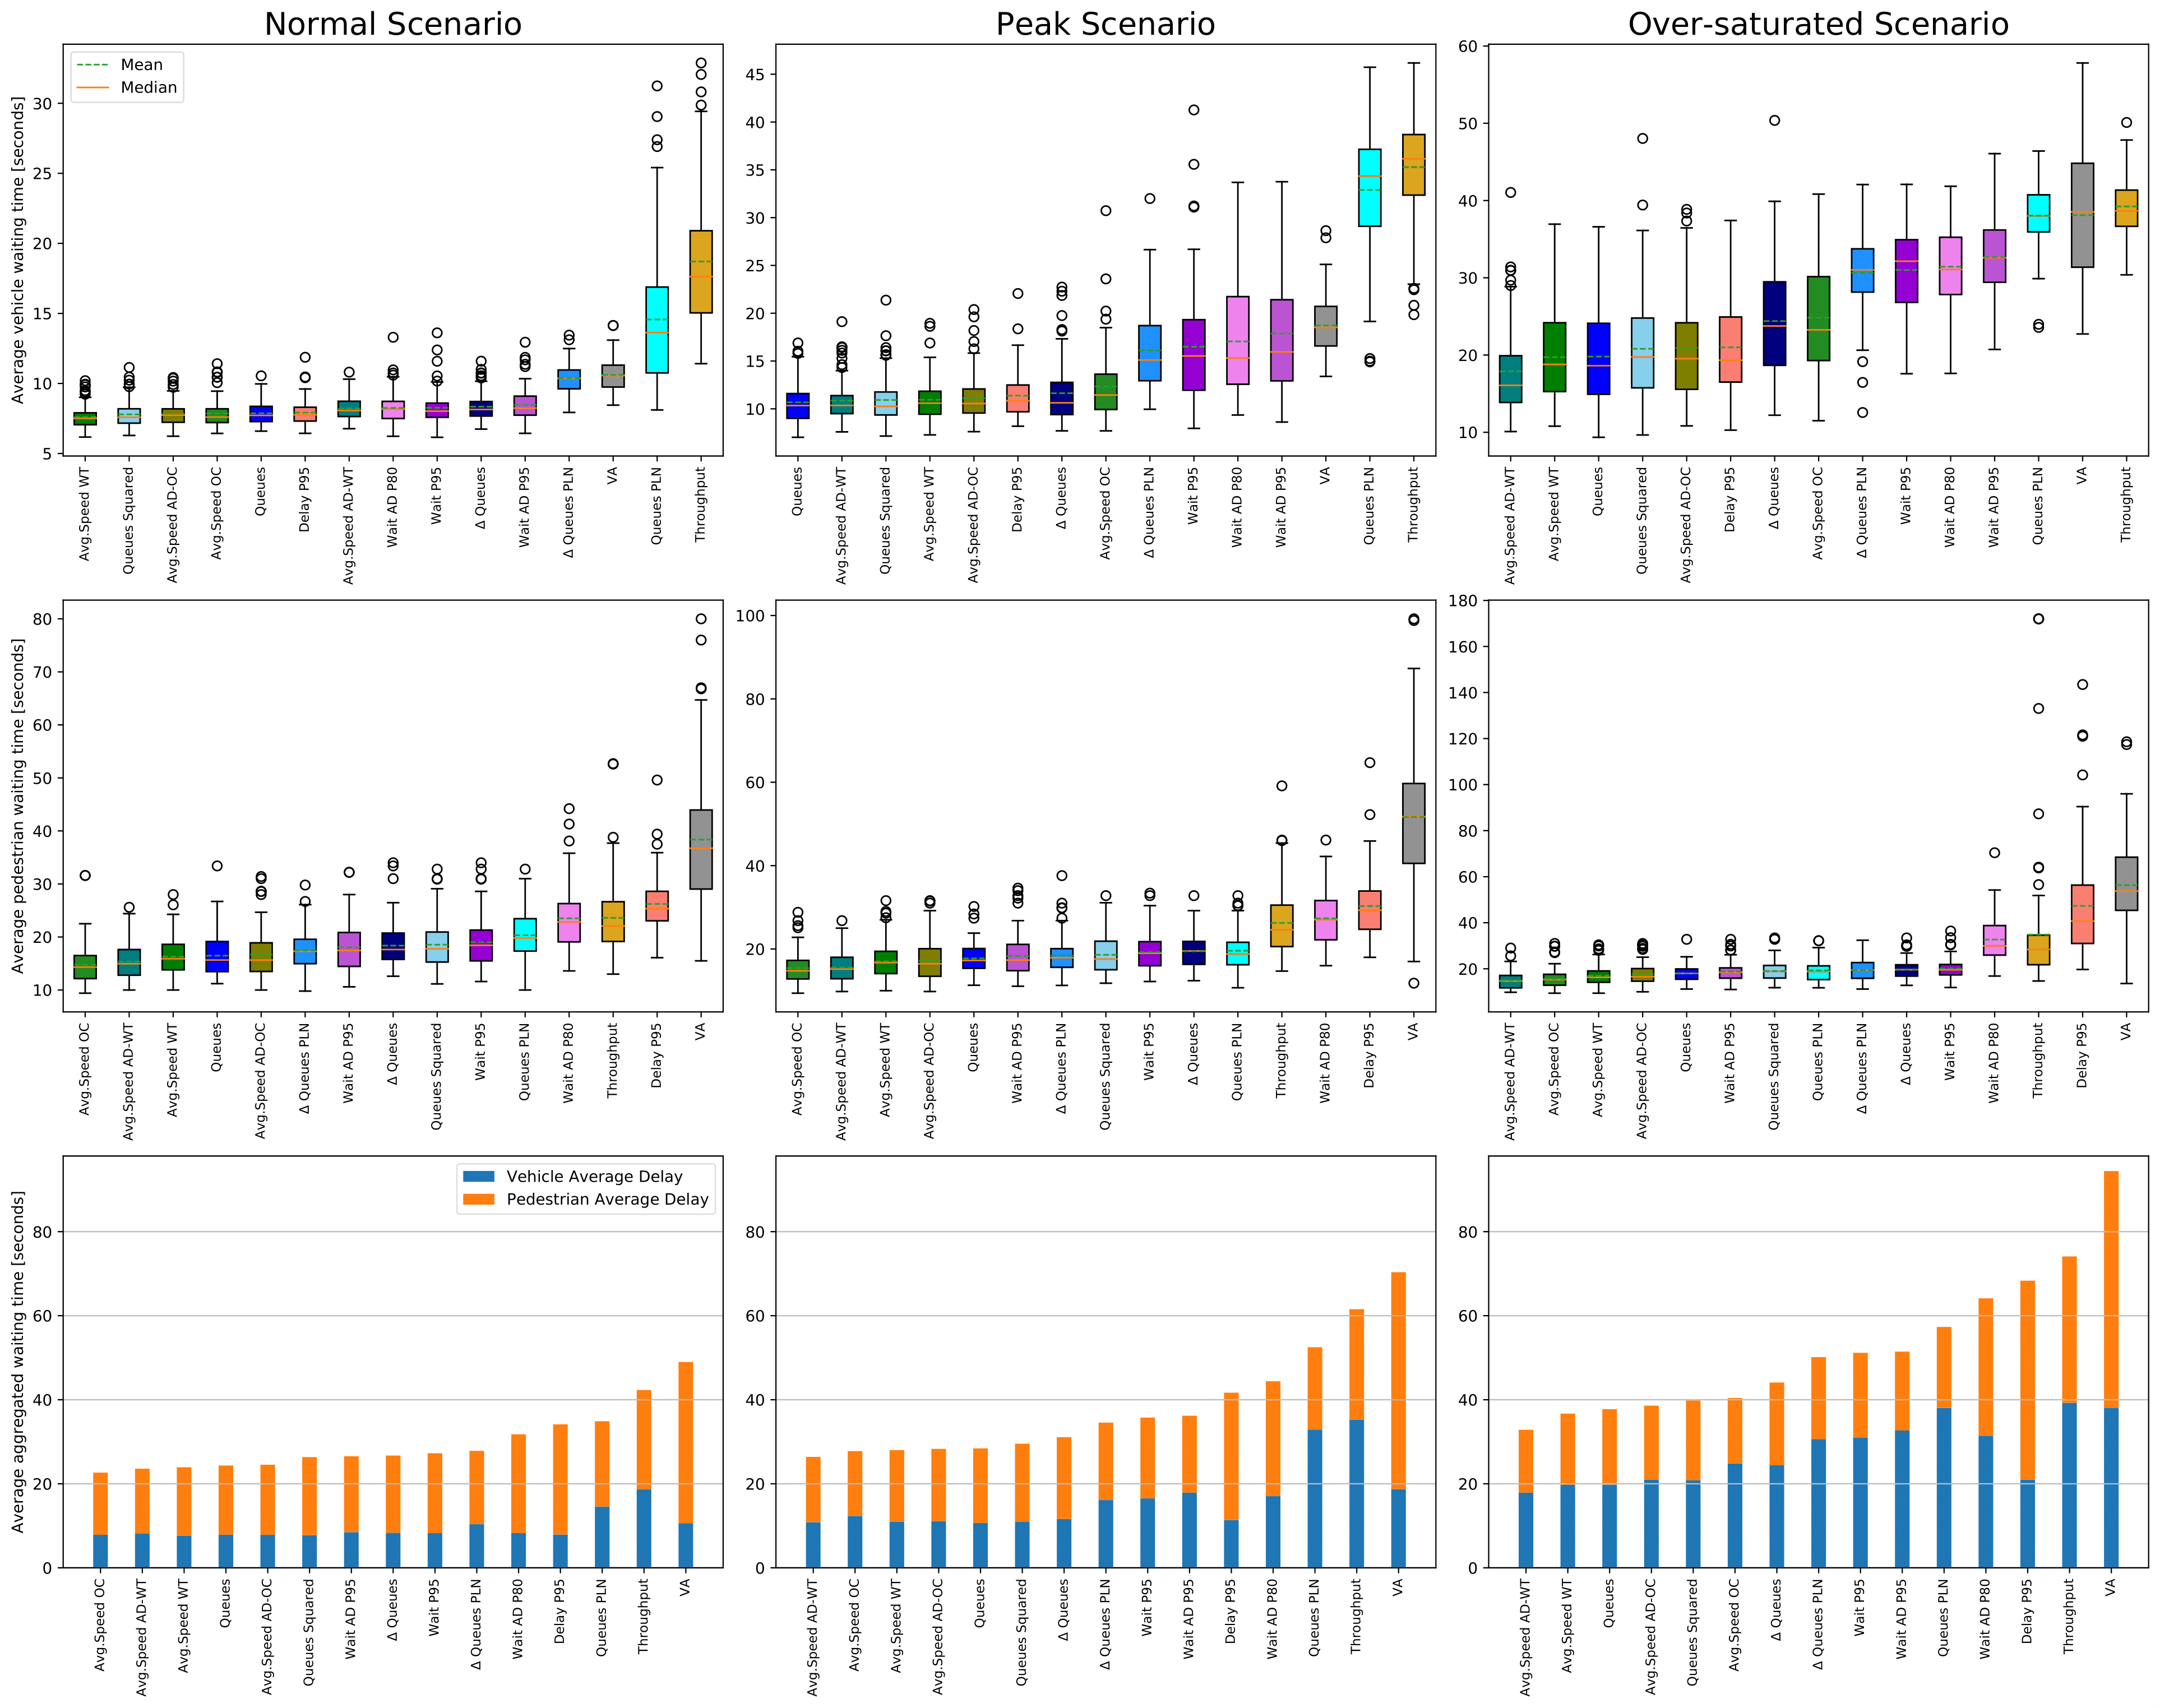 Normal Scenario
Peak Scenario
Over-saturated Scenario
Average vehicle waiting time [seconds]
Mean
Median
30
25
20
15
10
5
Avg.Speed WT
Queues Squared
Avg.Speed AD-OC
Avg.Speed OC
Queues
Delay P95
Avg.Speed AD-WT
Wait AD P80
Wait P95
Δ Queues
Wait AD P95
Δ Queues PLN
VA
Queues PLN
Throughput
45
40
35
30
25
20
15
10
Queues
Avg.Speed AD-WT
Queues Squared
Avg.Speed WT
Avg.Speed AD-OC
Delay P95
Δ Queues
Avg.Speed OC
Δ Queues PLN
Wait P95
Wait AD P80
Wait AD P95
VA
Queues PLN
Throughput
60
50
40
30
20
10
Avg.Speed AD-WT
Avg.Speed WT
Queues
Queues Squared
Avg.Speed AD-OC
Delay P95
Δ Queues
Avg.Speed OC
Δ Queues PLN
Wait P95
Wait AD P80
Wait AD P95
Queues PLN
VA
Throughput
Average pedestrian waiting time [seconds]
80
70
60
50
40
30
20
10
Avg.Speed OC
Avg.Speed AD-WT
Avg.Speed WT
Queues
Avg.Speed AD-OC
Δ Queues PLN
Wait AD P95
Δ Queues
Queues Squared
Wait P95
Queues PLN
Wait AD P80
Throughput
Delay P95
VA
100
80
60
40
20
Avg.Speed OC
Avg.Speed AD-WT
Avg.Speed WT
Avg.Speed AD-OC
Queues
Wait AD P95
Δ Queues PLN
Queues Squared
Wait P95
Δ Queues
Queues PLN
Throughput
Wait AD P80
Delay P95
VA
180
160
140
120
100
80
60
40
20
Avg.Speed AD-WT
Avg.Speed OC
Avg.Speed WT
Avg.Speed AD-OC
Queues
Wait AD P95
Queues Squared
Queues PLN
Δ Queues PLN
Δ Queues
Wait P95
Wait AD P80
Throughput
Delay P95
VA
Average aggregated waiting time [seconds]
Vehicle Average Delay
Pedestrian Average Delay
80
60
40
20
0
Avg.Speed OC
Avg.Speed AD-WT
Avg.Speed WT
Queues
Avg.Speed AD-OC
Queues Squared
Wait AD P95
Δ Queues
Wait P95
Δ Queues PLN
Wait AD P80
Delay P95
Queues PLN
Throughput
VA
80
60
40
20
0
Avg.Speed AD-WT
Avg.Speed OC
Avg.Speed WT
Avg.Speed AD-OC
Queues
Queues Squared
Δ Queues
Δ Queues PLN
Wait P95
Wait AD P95
Delay P95
Wait AD P80
Queues PLN
Throughput
VA
80
60
40
20
0
Avg.Speed AD-WT
Avg.Speed WT
Queues
Avg.Speed AD-OC
Queues Squared
Avg.Speed OC
Δ Queues
Δ Queues PLN
Wait P95
Wait AD P95
Queues PLN
Wait AD P80
Delay P95
Throughput
VA